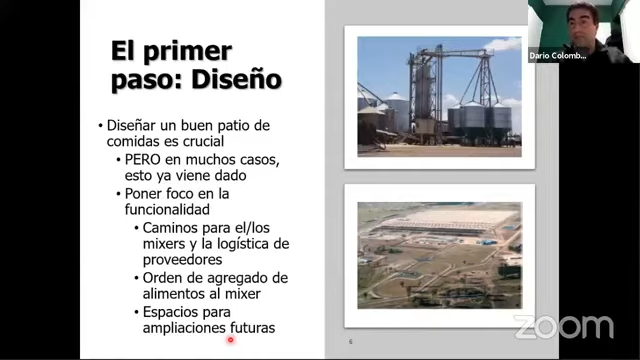 Dario Colomb...
El primer
paso: Diseño
• Diseñar un buen patio de
comidas es crucial
• PERO en muchos casos,
esto ya viene dado
• Poner foco en la
funcionalidad
• Caminos para el/los
mixers y la logística de
proveedores
• Orden de agregado de
alimentos al mixer
• Espacios para
ampliaciones futuras
6
zoom